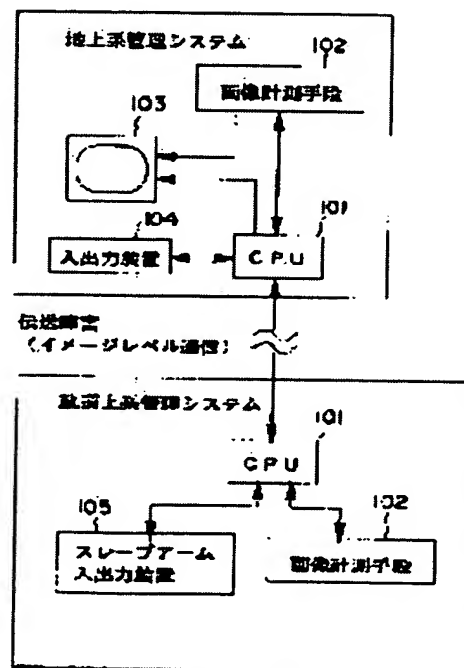 地上系管理システム
102
画像計測手段
103
104
101
入出力装置
CPU
伝送障害
(イメージレベル通信)
軌道上系管理システム
101
CPU
105
102
スレーブアーム
入出力装置
画像計測手段